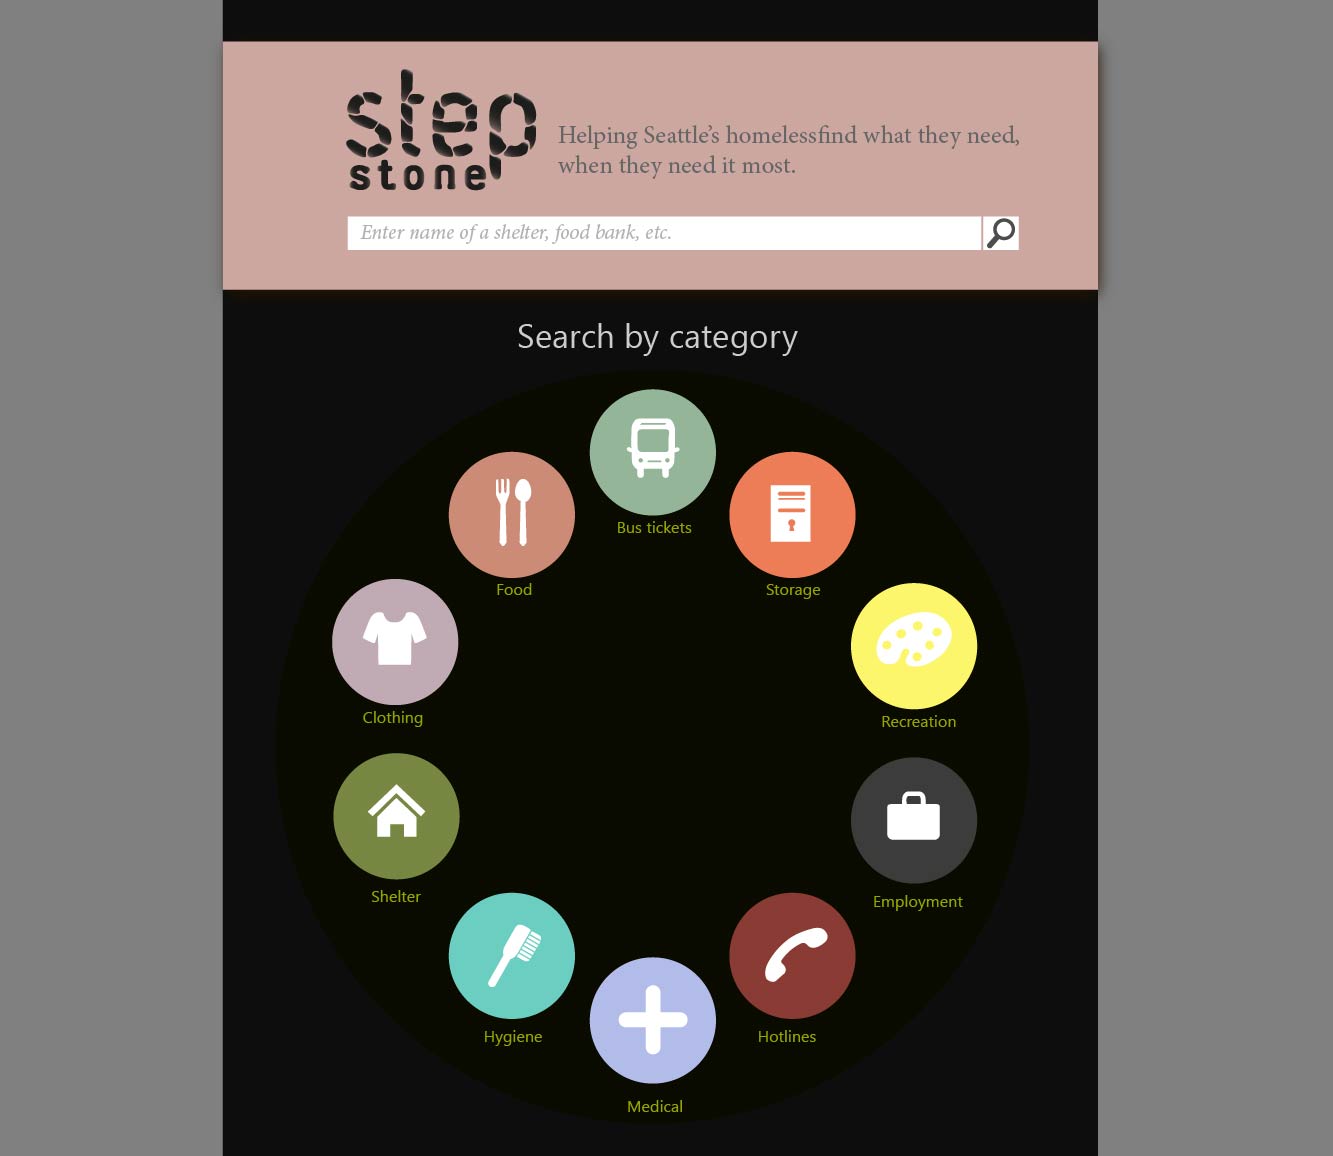 step
stone
Helping Seattle's homelessfind what they need,
when they need it most.
Enter name of a shelter, food bank, etc.
Search by category
Bus tickets
Food
Storage
Clothing
Recreation
Shelter
Employment
Hygiene
Hotlines
Medical